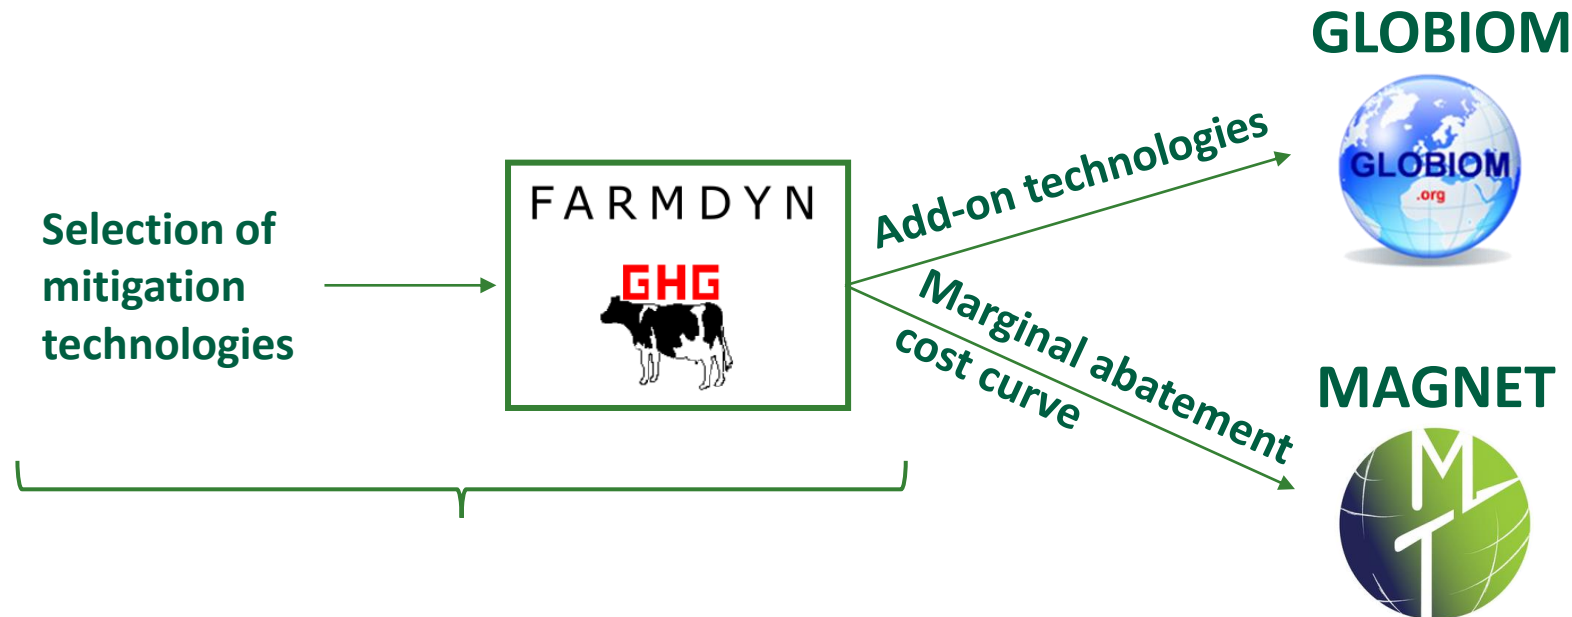 GLOBIOM
GLOBIOM
.org
Add-on technologies
FARMDYN
GHG
Selection of
mitigation
technologies
Marginal abatement
cost curve
MAGNET
M
T